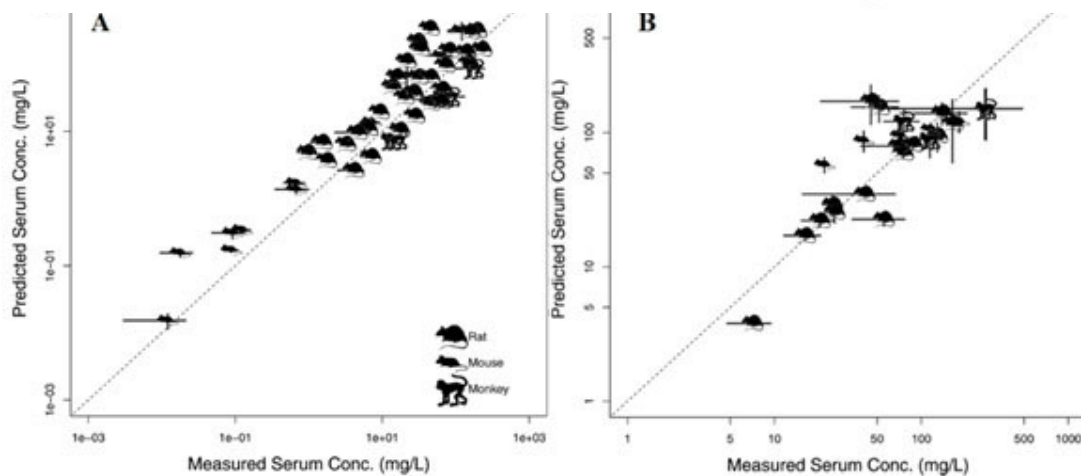 A
Predicted Serum Conc. (mg/L)
1e+01
1e-01
1e-03
Rat
Mouse
Monkey
1e-03 1e-01 1e+01 1e+03
Measured Serum Conc. (mg/L)
B
Predicted Serum Conc. (mg/L)
500
100
50
10
5
1
1 5 10 50 100 500 1000
Measured Serum Conc. (mg/L)